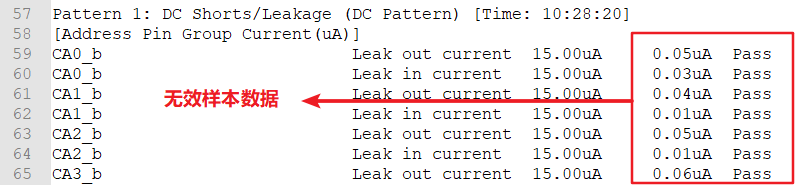 57 Pattern 1: DC Shorts/Leakage (DC Pattern) [Time: 10:28:20]
58 [Address Pin Group Current(uA)]
59 CA0_b Leak out current 15.00uA 0.05uA Pass
60 CA0_b Leak in current 15.00uA 0.03uA Pass
61 CA1_b Leak out current 15.00uA 0.04uA Pass
62 CA1_b Leak in current 15.00uA 0.01uA Pass
63 CA2_b Leak out current 15.00uA 0.05uA Pass
64 CA2_b Leak in current 15.00uA 0.01uA Pass
65 CA3_b Leak out current 15.00uA 0.06uA Pass
无效样本数据